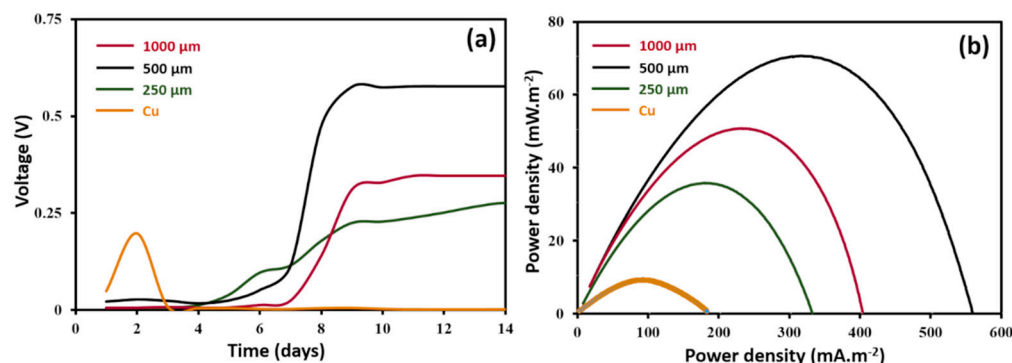 (a)
0.75
0.5
0.25
0
Voltage (V)
1000 µm
500 µm
250 µm
Cu
0 2 4 6 8 10 12 14
Time (days)
(b)
80
60
40
20
0
Power density (mW.m-²)
1000 µm
500 µm
250 µm
Cu
0 100 200 300 400 500 600
Power density (mA.m-²)